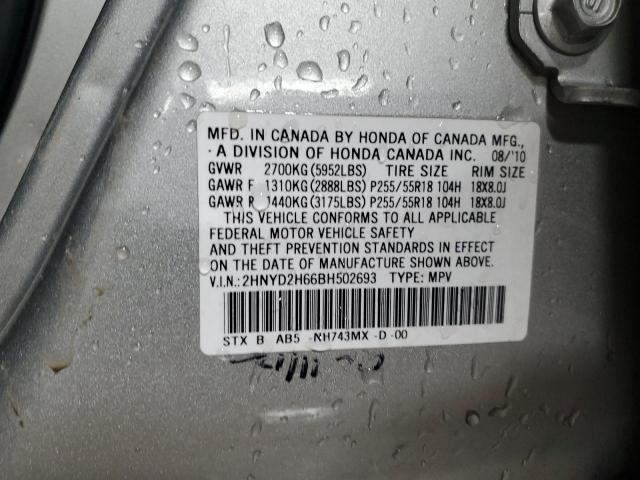 MFD. IN CANADA BY HONDA OF CANADA MFG.,
A DIVISION OF HONDA CANADA INC. 08/'10
GVWR 2700KG (5952LBS) TIRE SIZE RIM SIZE
GAWR F 1310KG (2888LBS) P255/55R18 104H 18X8.0J
GAWR R 1440KG (3175LBS) P255/55R18 104H 18X8.0J
THIS VEHICLE CONFORMS TO ALL APPLICABLE
FEDERAL MOTOR VEHICLE SAFETY
AND THEFT PREVENTION STANDARDS IN EFFECT
ON THE DATE OF MANUFACTURE SHOWN ABOVE.
V.I.N.: 2HNYD2H66BH502693 TYPE: MPV
STX B AB5 -NH743MX -D -00